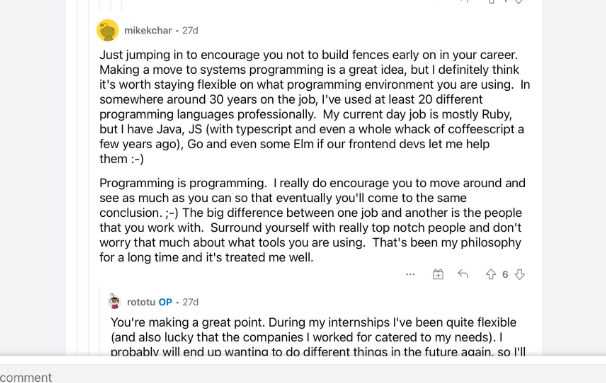 mikekchar · 27d
Just jumping in to encourage you not to build fences early on in your career.
Making a move to systems programming is a great idea, but I definitely think
it's worth staying flexible on what programming environment you are using.  In
somewhere around 30 years on the job, I've used at least 20 different
programming languages professionally.  My current day job is mostly Ruby,
but I have Java, JS (with typescript and even a whole whack of coffeescript a
few years ago), Go and even some Elm if our frontend devs let me help
them :-)
Programming is programming.  I really do encourage you to move around and
see as much as you can so that eventually you'll come to the same
conclusion. ;-) The big difference between one job and another is the people
that you work with.  Surround yourself with really top notch people and don't
worry that much about what tools you are using.  That's been my philosophy
for a long time and it's treated me well.
... 6
rototu OP · 27d
You're making a great point. During my internships I've been quite flexible
(and also lucky that the companies I worked for catered to my needs). I
probably will end up wanting to do different things in the future again, so I'll
comment